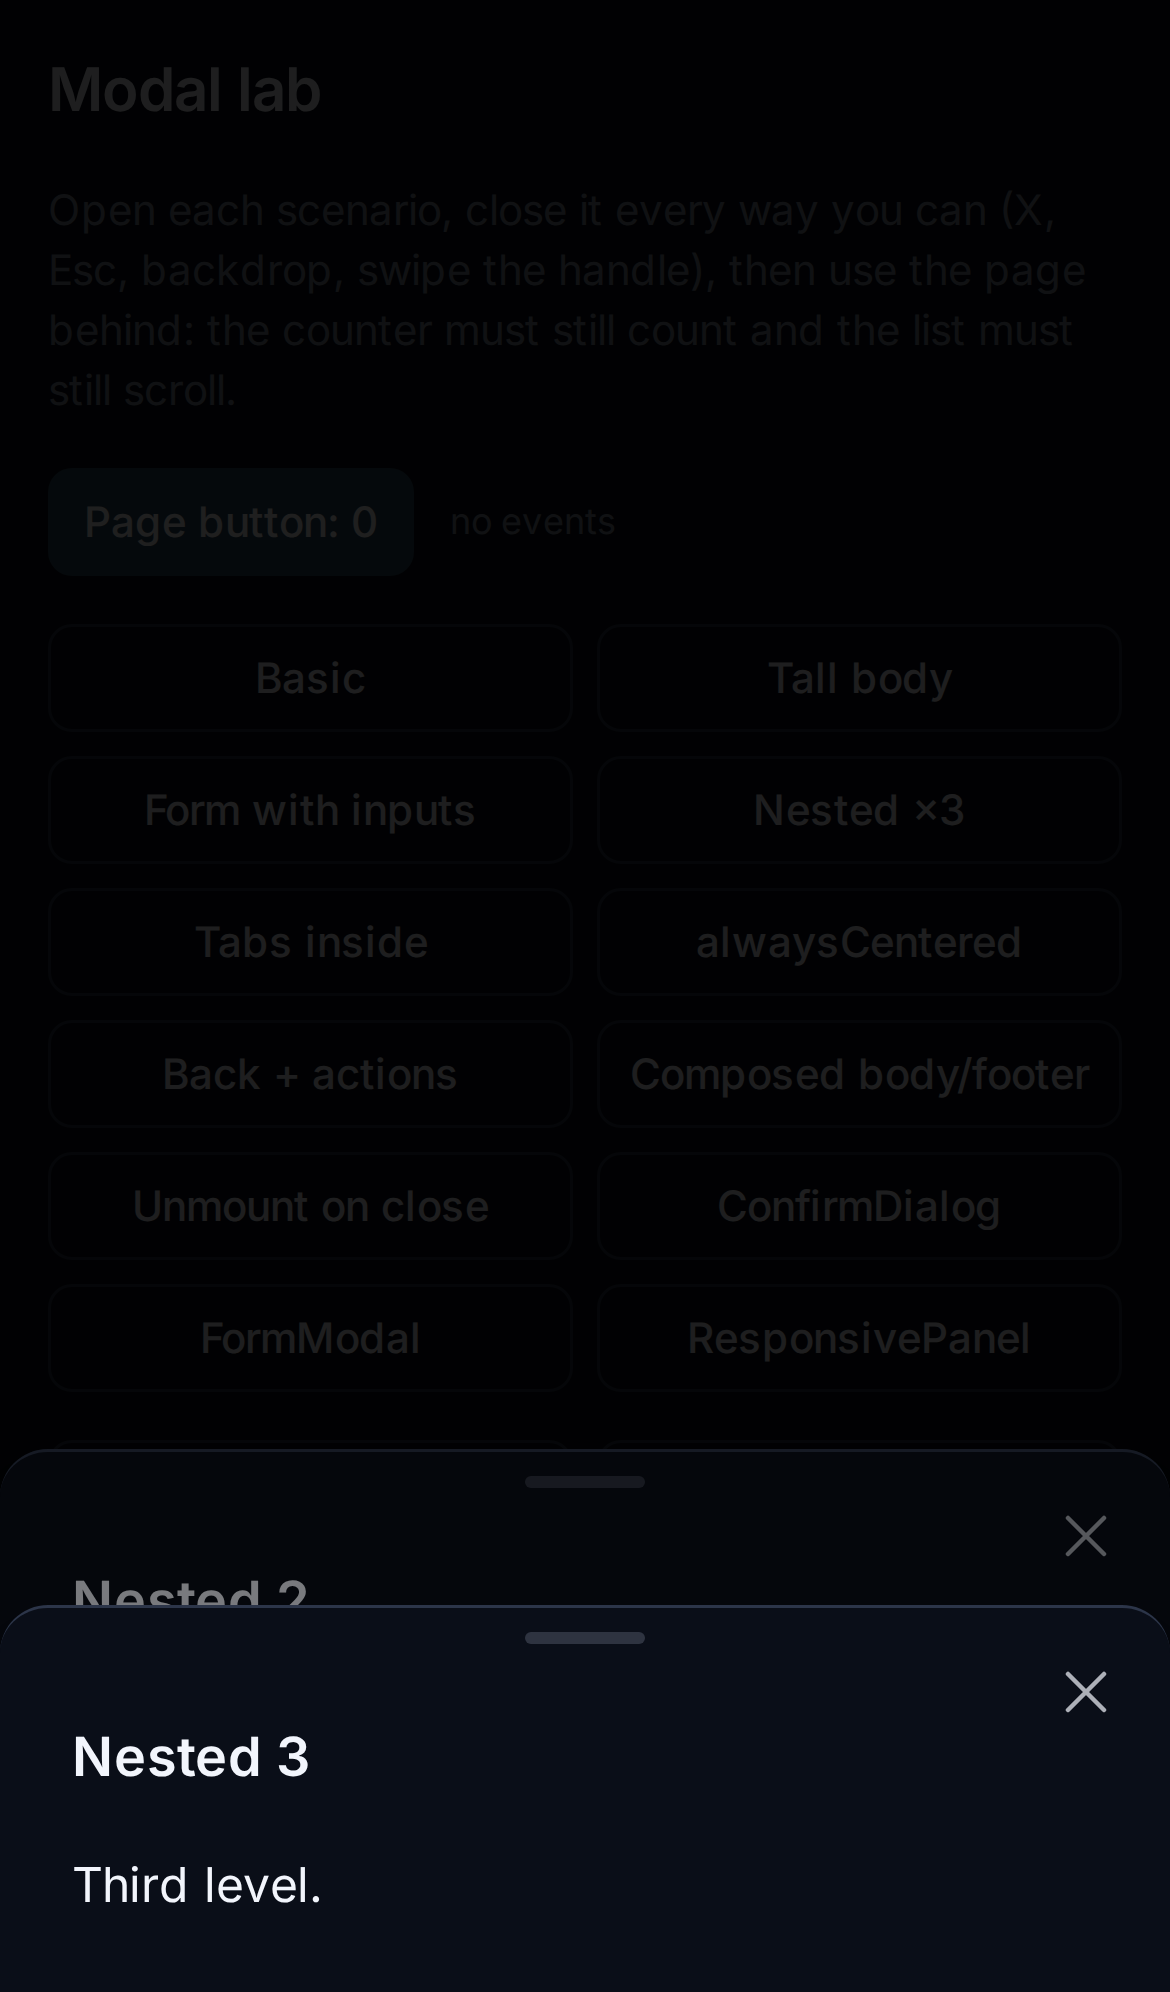 Modal lab
Open each scenario, close it every way you can (X,
Esc, backdrop, swipe the handle), then use the page
behind: the counter must still count and the list must
still scroll.
Page button: 0
no events
Basic
Tall body
Form with inputs
Nested ×3
Tabs inside
alwaysCentered
Back + actions
Composed body/footer
Unmount on close
ConfirmDialog
FormModal
ResponsivePanel
Nested 2
Nested 3
Third level.